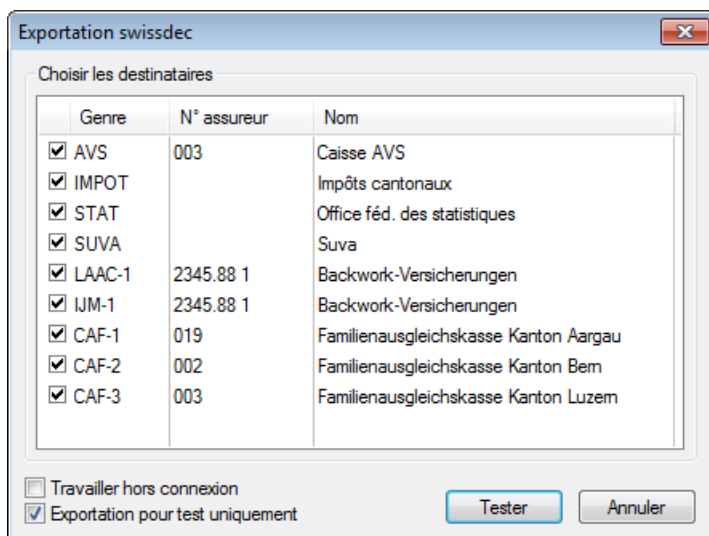 Exportation swissdec
Choisir les destinataires
Genre N° assureur Nom
AVS 003 Caisse AVS
IMPOT Impôts cantonaux
STAT Office féd. des statistiques
SUVA Suva
LAAC-1 2345.88 1 Backwork-Versicherungen
IJM-1 2345.88 1 Backwork-Versicherungen
CAF-1 019 Familienausgleichskasse Kanton Aargau
CAF-2 002 Familienausgleichskasse Kanton Bern
CAF-3 003 Familienausgleichskasse Kanton Luzern
Travailler hors connexion
Exportation pour test uniquement Tester Annuler